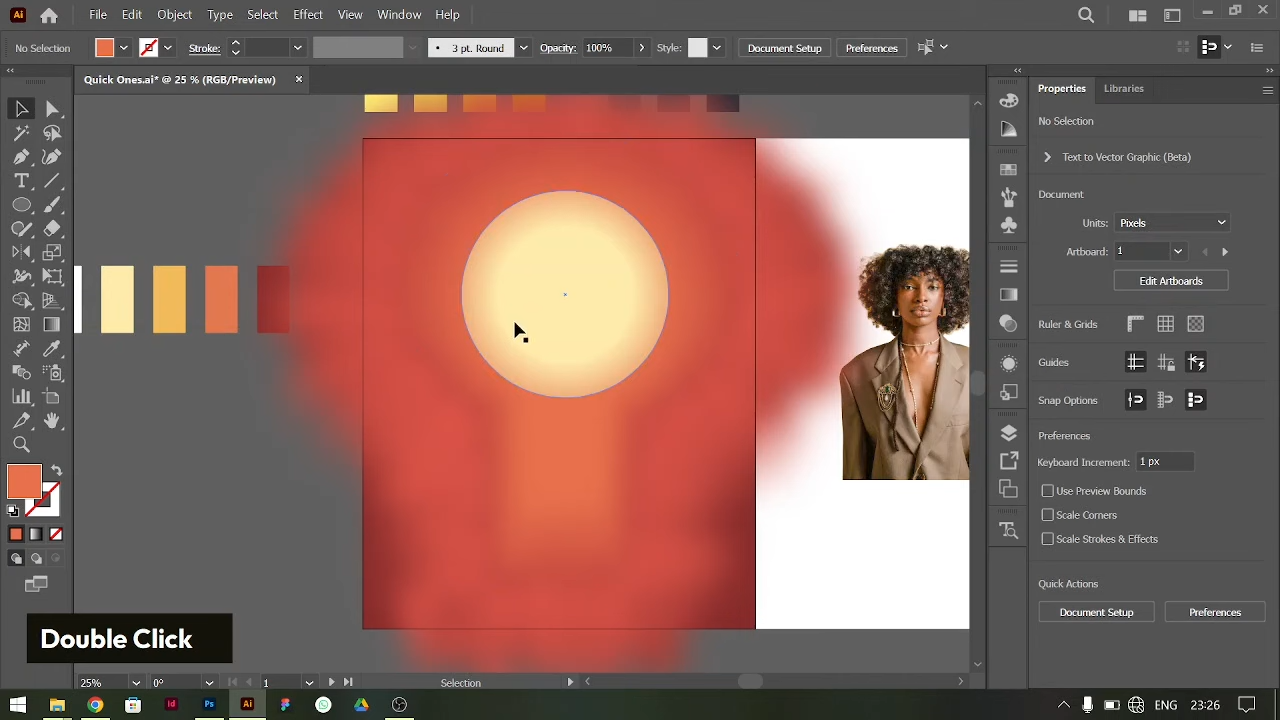 Ai File Edit Object Type Select Effect View Window Help
No Selection Stroke: 3 pt. Round Opacity: 100% Style: Document Setup Preferences
Quick Ones.ai* @ 25 % (RGB/Preview)
Properties Libraries
No Selection
Text to Vector Graphic (Beta)
Document
Units: Pixels
Artboard: 1
Edit Artboards
Ruler & Grids
Guides
Snap Options
Preferences
Keyboard Increment: 1 px
Use Preview Bounds
Scale Corners
Scale Strokes & Effects
Quick Actions
Document Setup Preferences
Double Click
25% 0° 1 Selection
Id Ps Ai ENG 23:26